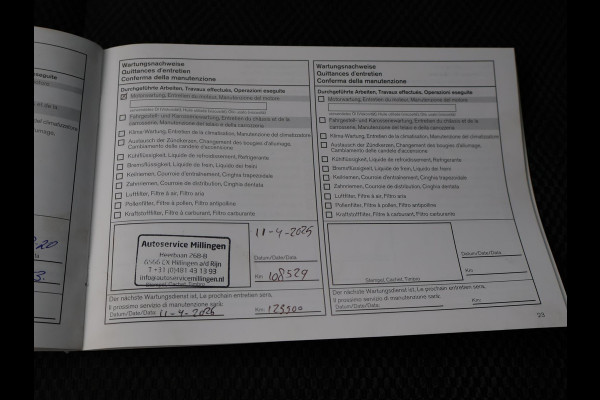 Wartungsnachweise
Quittances d'entretien
Conferma della manutenzione
Durchgeführte Arbeiten, Travaux effectués, Operazioni eseguite
Motorwartung, Entretien du moteur, Manutenzione del motore
Fahrgestell- und Karosseriewartung, Entretien du châssis et de la
carrosserie, Manutenzione del telaio e della carrozzeria
Klima-Wartung, Entretien de la climatisation, Manutenzione del climatizzatore
Austausch der Zündkerzen, Changement des bougies d'allumage,
Cambiamento delle candele d'accensione
Kühlflüssigkeit, Liquide de refroidissement, Refrigerante
Bremsflüssigkeit, Liquide de frein, Liquido dei freni
Keilriemen, Courroie d'entraînement, Cinghia trapezoidale
Zahnriemen, Courroie de distribution, Cinghia dentata
Luftfilter, Filtre à air, Filtro aria
Pollenfilter, Filtre à pollen, Filtro antipolline
Kraftstofffilter, Filtre à carburant, Filtro carburante
Autoservice Millingen
Heerbaan 268-B
6566 EX Millingen a/d Rijn
T +31 (0)481 43 13 93
info@autoservicemillingen.nl
Stempel, Cachet, Timbro
11-4-2025
Datum/Date/Data:
Km: 108529
Der nächste Wartungsdienst ist, La prochain entretien sera,
Il prossimo servizio di manutenzione sarà:
Datum/Date/Data: 11-4-2026
Km: 123500
Wartungsnachweise
Quittances d'entretien
Conferma della manutenzione
Durchgeführte Arbeiten, Travaux effectués, Operazioni eseguite
Motorwartung, Entretien du moteur, Manutenzione del motore
Fahrgestell- und Karosseriewartung, Entretien du châssis et de la
carrosserie, Manutenzione del telaio e della carrozzeria
Klima-Wartung, Entretien de la climatisation, Manutenzione del climatizzatore
Austausch der Zündkerzen, Changement des bougies d'allumage,
Cambiamento delle candele d'accensione
Kühlflüssigkeit, Liquide de refroidissement, Refrigerante
Bremsflüssigkeit, Liquide de frein, Liquido dei freni
Keilriemen, Courroie d'entraînement, Cinghia trapezoidale
Zahnriemen, Courroie de distribution, Cinghia dentata
Luftfilter, Filtre à air, Filtro aria
Pollenfilter, Filtre à pollen, Filtro antipolline
Kraftstofffilter, Filtre à carburant, Filtro carburante
Stempel, Cachet, Timbro
Datum/Date/Data:
Km:
Der nächste Wartungsdienst ist, La prochain entretien sera,
Il prossimo servizio di manutenzione sarà:
Datum/Date/Data:
Km:
23